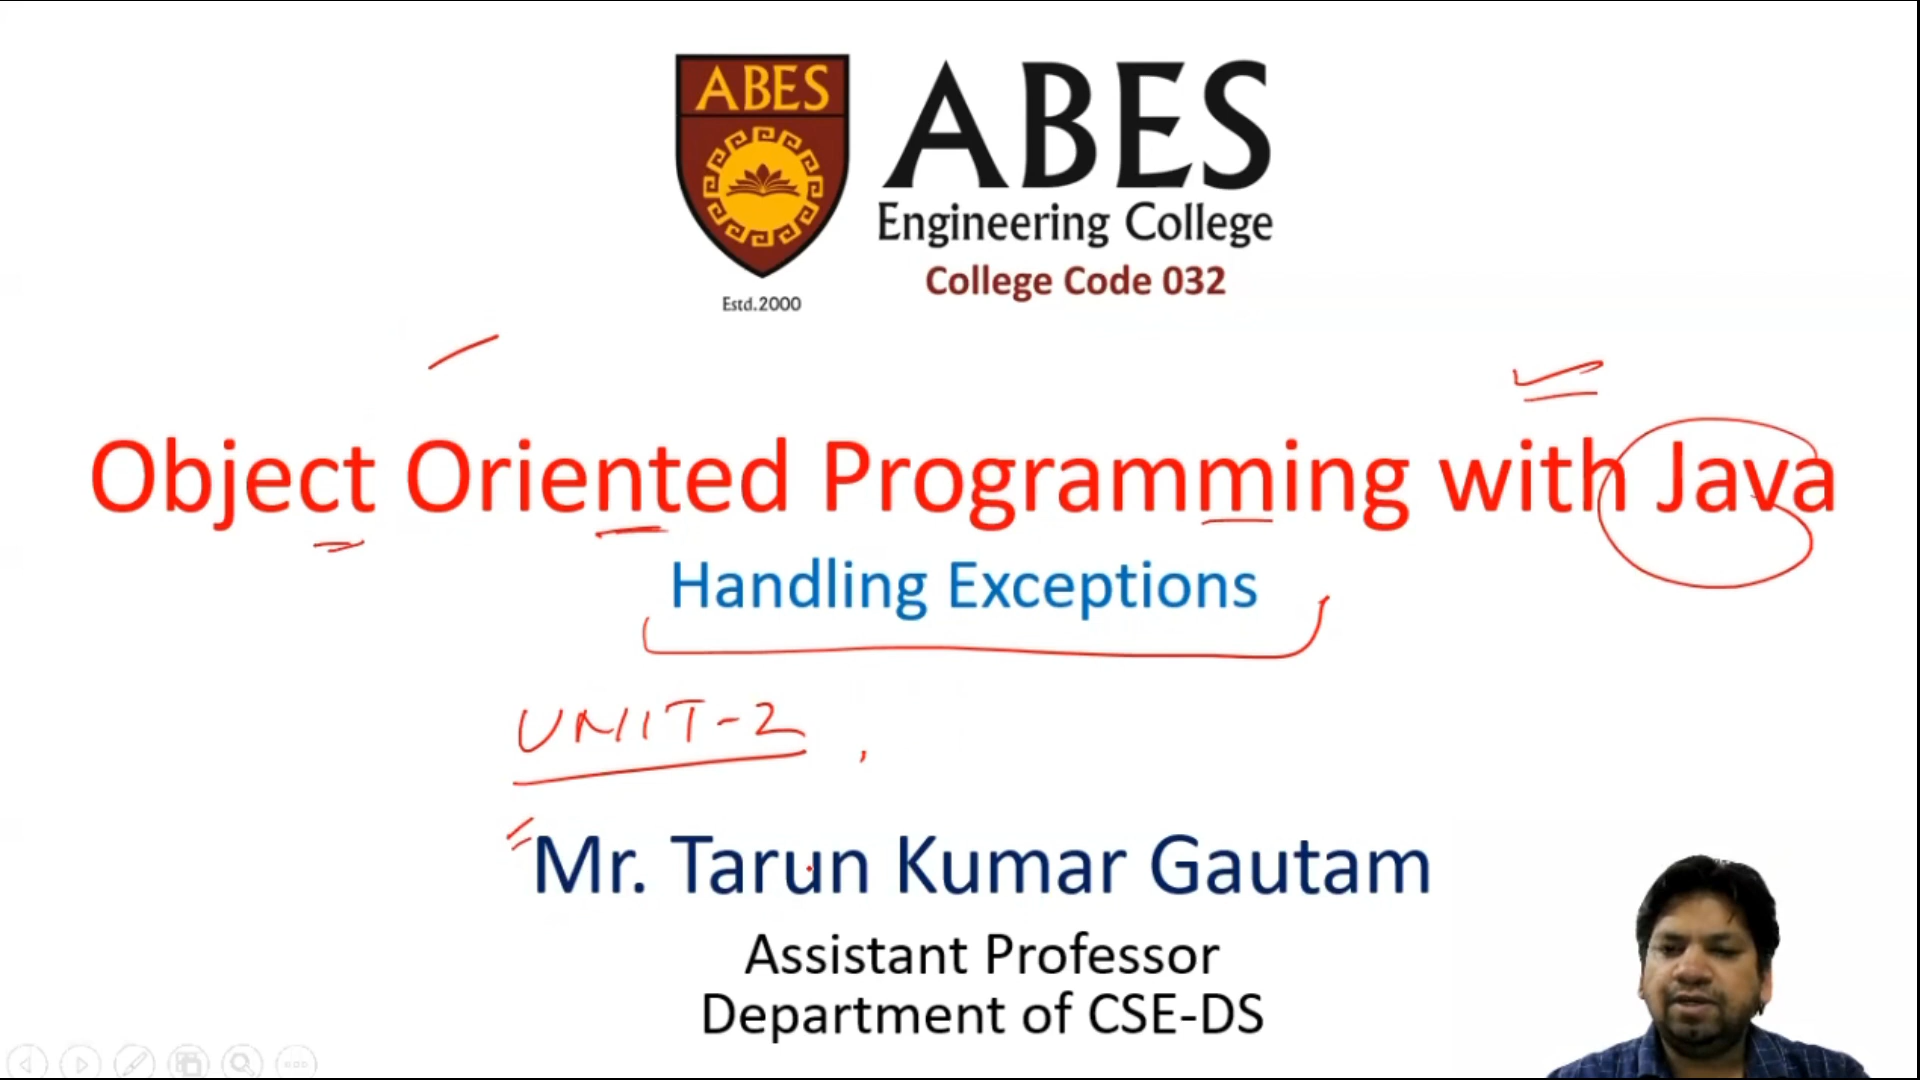 ABES
Estd.2000
ABES
Engineering College
College Code 032
Object Oriented Programming with Java
Handling Exceptions
UNIT-2
Mr. Tarun Kumar Gautam
Assistant Professor
Department of CSE-DS